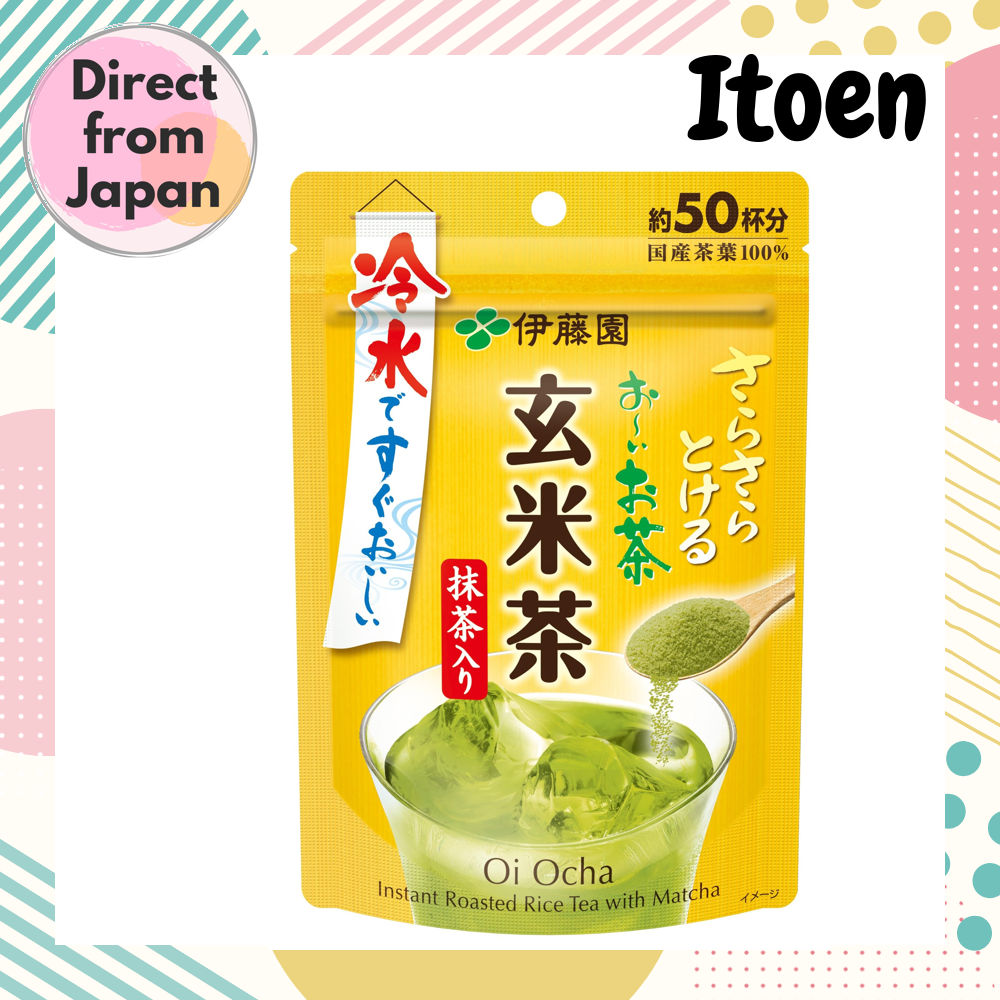 Direct
from
Japan
Itoen
約50杯分
国産茶葉100%
冷水ですぐおいしい
伊藤園
さらさら
とける
お～いお茶
玄米茶
抹茶入り
Oi Ocha
Instant Roasted Rice Tea with Matcha
イメージ